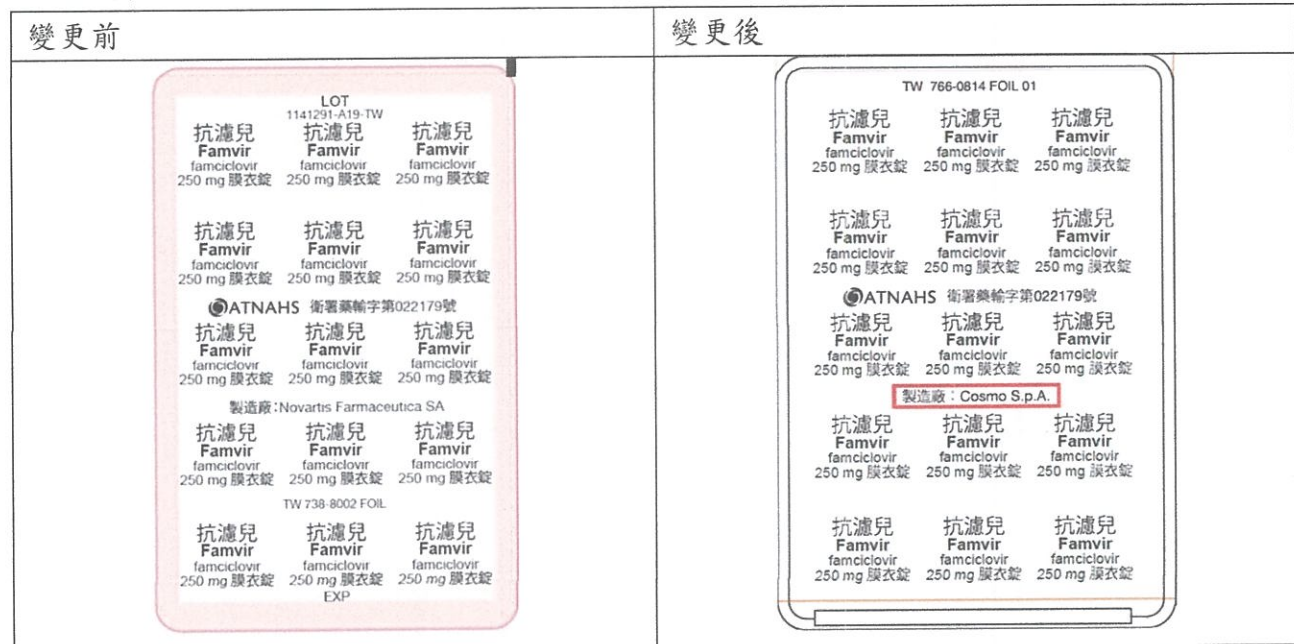 變更前
LOT
1141291-A19-TW
抗濾兒 抗濾兒 抗濾兒
Famvir Famvir Famvir
famciclovir famciclovir famciclovir
250 mg 膜衣錠 250 mg 膜衣錠 250 mg 膜衣錠
抗濾兒 抗濾兒 抗濾兒
Famvir Famvir Famvir
famciclovir famciclovir famciclovir
250 mg 膜衣錠 250 mg 膜衣錠 250 mg 膜衣錠
ATNAHS 衛署藥輸字第022179號
抗濾兒 抗濾兒 抗濾兒
Famvir Famvir Famvir
famciclovir famciclovir famciclovir
250 mg 膜衣錠 250 mg 膜衣錠 250 mg 膜衣錠
製造廠:Novartis Farmaceutica SA
抗濾兒 抗濾兒 抗濾兒
Famvir Famvir Famvir
famciclovir famciclovir famciclovir
250 mg 膜衣錠 250 mg 膜衣錠 250 mg 膜衣錠
TW 738-8002 FOIL
抗濾兒 抗濾兒 抗濾兒
Famvir Famvir Famvir
famciclovir famciclovir famciclovir
250 mg 膜衣錠 250 mg 膜衣錠 250 mg 膜衣錠
EXP
變更後
TW 766-0814 FOIL 01
抗濾兒 抗濾兒 抗濾兒
Famvir Famvir Famvir
famciclovir famciclovir famciclovir
250 mg 膜衣錠 250 mg 膜衣錠 250 mg 膜衣錠
抗濾兒 抗濾兒 抗濾兒
Famvir Famvir Famvir
famciclovir famciclovir famciclovir
250 mg 膜衣錠 250 mg 膜衣錠 250 mg 膜衣錠
ATNAHS 衛署藥輸字第022179號
抗濾兒 抗濾兒 抗濾兒
Famvir Famvir Famvir
famciclovir famciclovir famciclovir
250 mg 膜衣錠 250 mg 膜衣錠 250 mg 膜衣錠
製造廠：Cosmo S.p.A.
抗濾兒 抗濾兒 抗濾兒
Famvir Famvir Famvir
famciclovir famciclovir famciclovir
250 mg 膜衣錠 250 mg 膜衣錠 250 mg 膜衣錠
抗濾兒 抗濾兒 抗濾兒
Famvir Famvir Famvir
famciclovir famciclovir famciclovir
250 mg 膜衣錠 250 mg 膜衣錠 250 mg 膜衣錠